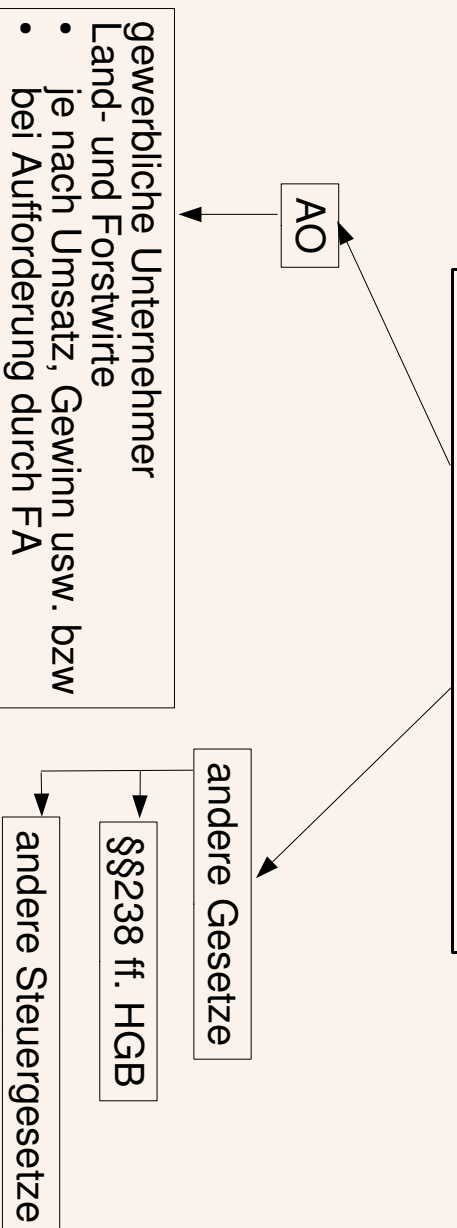 AO
gewerbliche Unternehmer
Land- und Forstwirte
• je nach Umsatz, Gewinn usw. bzw
• bei Aufforderung durch FA
andere Gesetze
§§238 ff. HGB
andere Steuergesetze